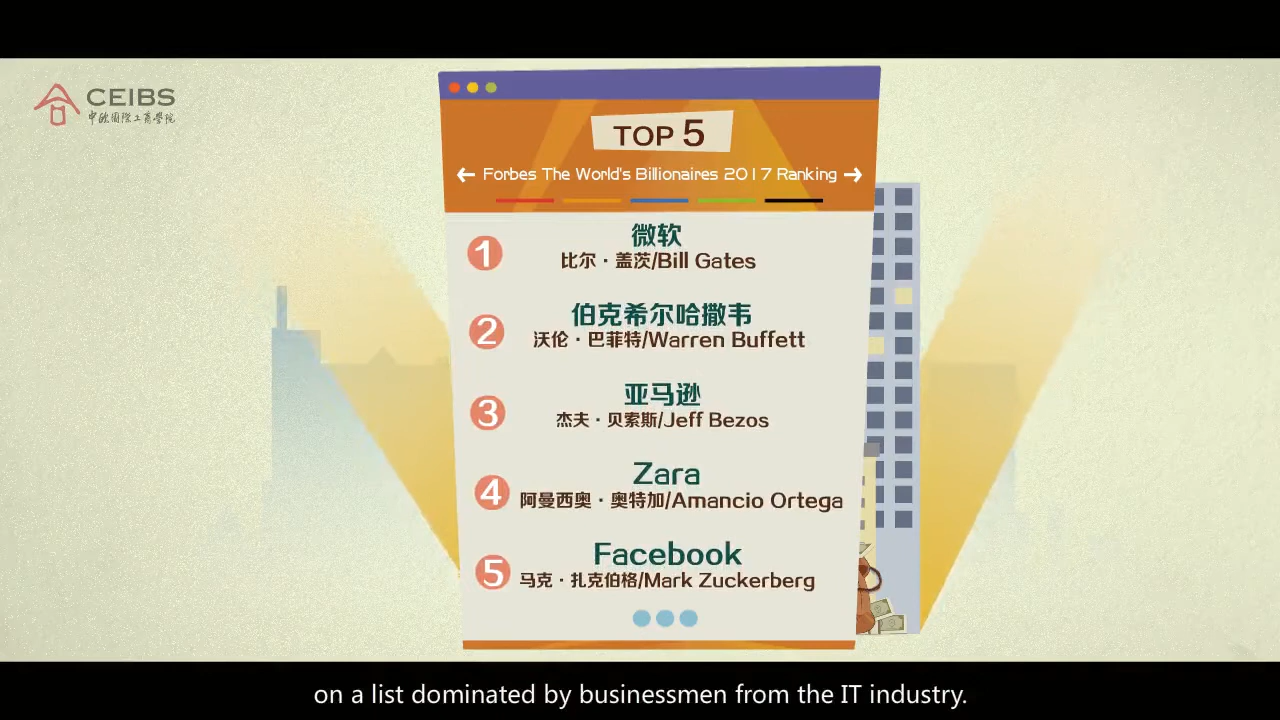 CEIBS
中欧国际工商学院
TOP 5
Forbes The World's Billionaires 2017 Ranking
1
微软
比尔·盖茨/Bill Gates
2
伯克希尔哈撒韦
沃伦·巴菲特/Warren Buffett
3
亚马逊
杰夫·贝索斯/Jeff Bezos
4
Zara
阿曼西奥·奥特加/Amancio Ortega
5
Facebook
马克·扎克伯格/Mark Zuckerberg
on a list dominated by businessmen from the IT industry.